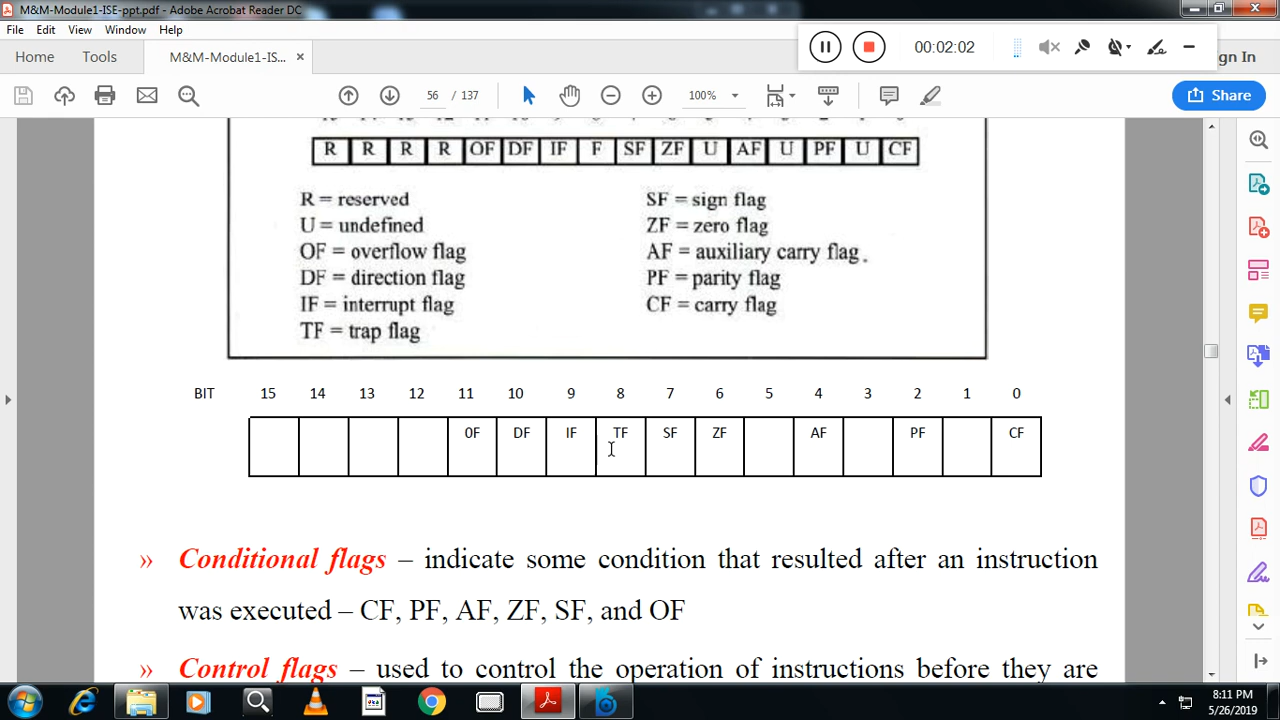 M&M-Module1-ISE-ppt.pdf - Adobe Acrobat Reader DC
File Edit View Window Help
Home Tools M&M-Module1-IS... × 00:02:02 gn In
56 / 137 100% Share
R R R R OF DF IF F SF ZF U AF U PF U CF
R = reserved SF = sign flag
U = undefined ZF = zero flag
OF = overflow flag AF = auxiliary carry flag .
DF = direction flag PF = parity flag
IF = interrupt flag CF = carry flag
TF = trap flag
BIT 15 14 13 12 11 10 9 8 7 6 5 4 3 2 1 0
0F DF IF TF SF ZF AF PF CF
» Conditional flags – indicate some condition that resulted after an instruction
was executed – CF, PF, AF, ZF, SF, and OF
» Control flags – used to control the operation of instructions before they are
8:11 PM
5/26/2019